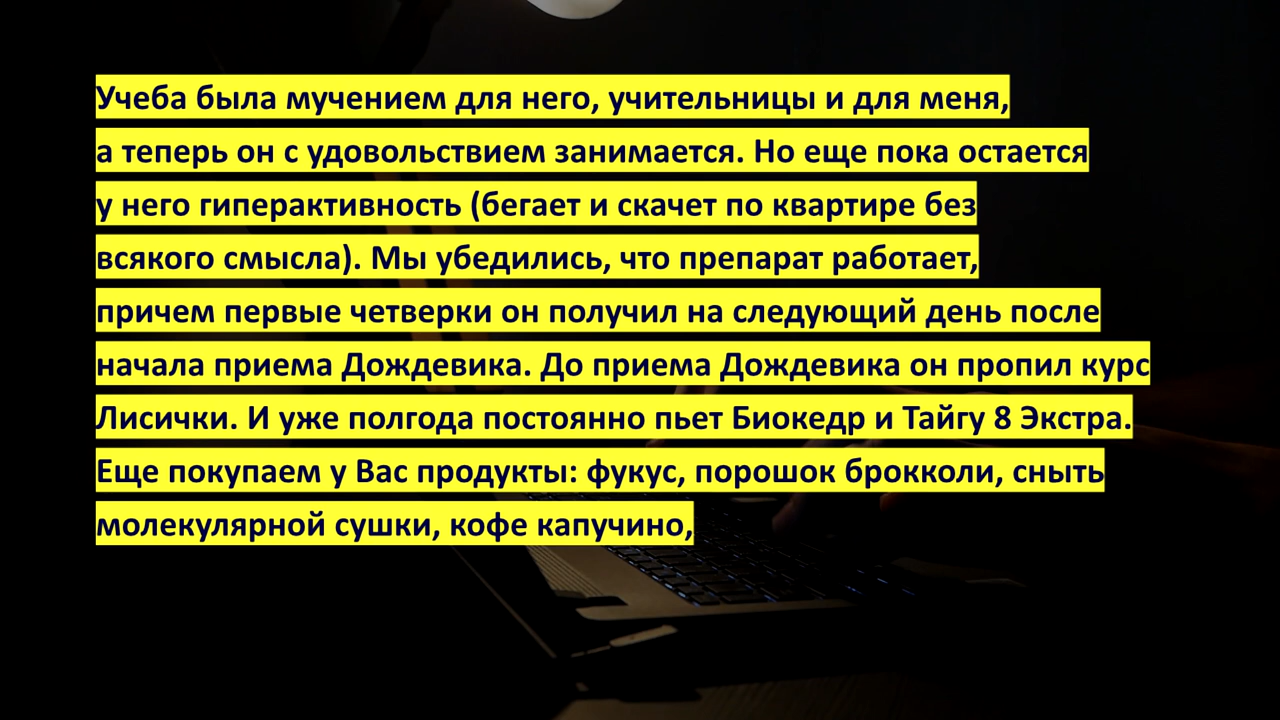 Учеба была мучением для него, учительницы и для меня,
а теперь он с удовольствием занимается. Но еще пока остается
у него гиперактивность (бегает и скачет по квартире без
всякого смысла). Мы убедились, что препарат работает,
причем первые четверки он получил на следующий день после
начала приема Дождевика. До приема Дождевика он пропил курс
Лисички. И уже полгода постоянно пьет Биокедр и Тайгу 8 Экстра.
Еще покупаем у Вас продукты: фукус, порошок брокколи, сныть
молекулярной сушки, кофе капучино,